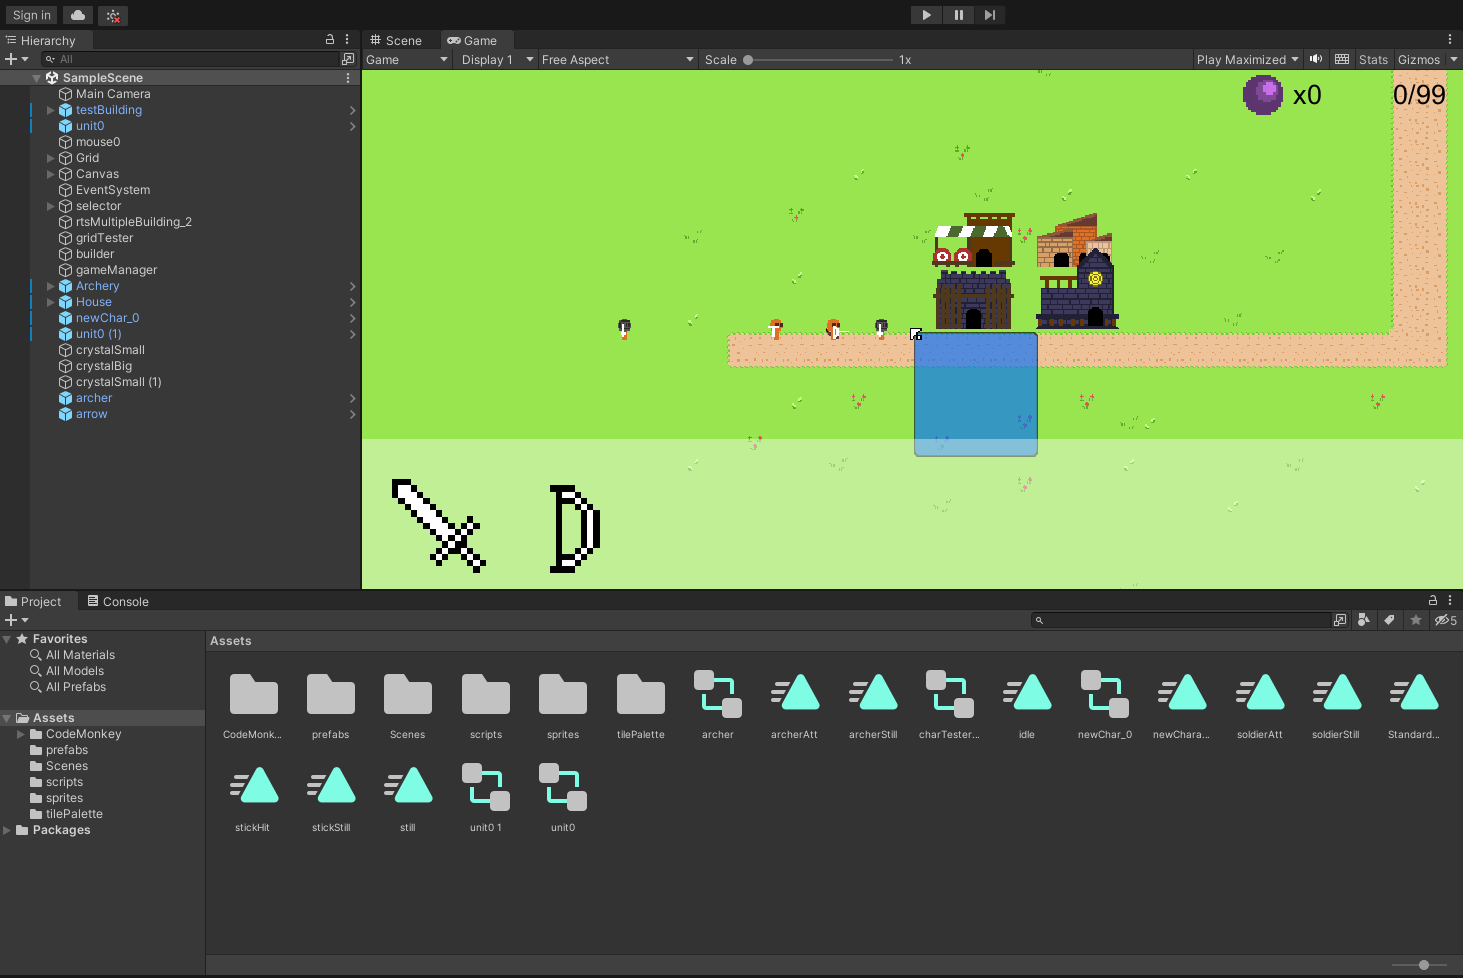 Sign in
Hierarchy
All
SampleScene
Main Camera
testBuilding
unit0
mouse0
Grid
Canvas
EventSystem
selector
rtsMultipleBuilding_2
gridTester
builder
gameManager
Archery
House
newChar_0
unit0 (1)
crystalSmall
crystalBig
crystalSmall (1)
archer
arrow
Scene
Game
Game
Display 1
Free Aspect
Scale
1x
Play Maximized
Stats
Gizmos
x0
0/99
Project
Console
5
Favorites
All Materials
All Models
All Prefabs
Assets
CodeMonkey
prefabs
Scenes
scripts
sprites
tilePalette
Packages
Assets
CodeMonk...
prefabs
Scenes
scripts
sprites
tilePalette
archer
archerAtt
archerStill
charTester...
idle
newChar_0
newChara...
soldierAtt
soldierStill
Standard...
stickHit
stickStill
still
unit0 1
unit0